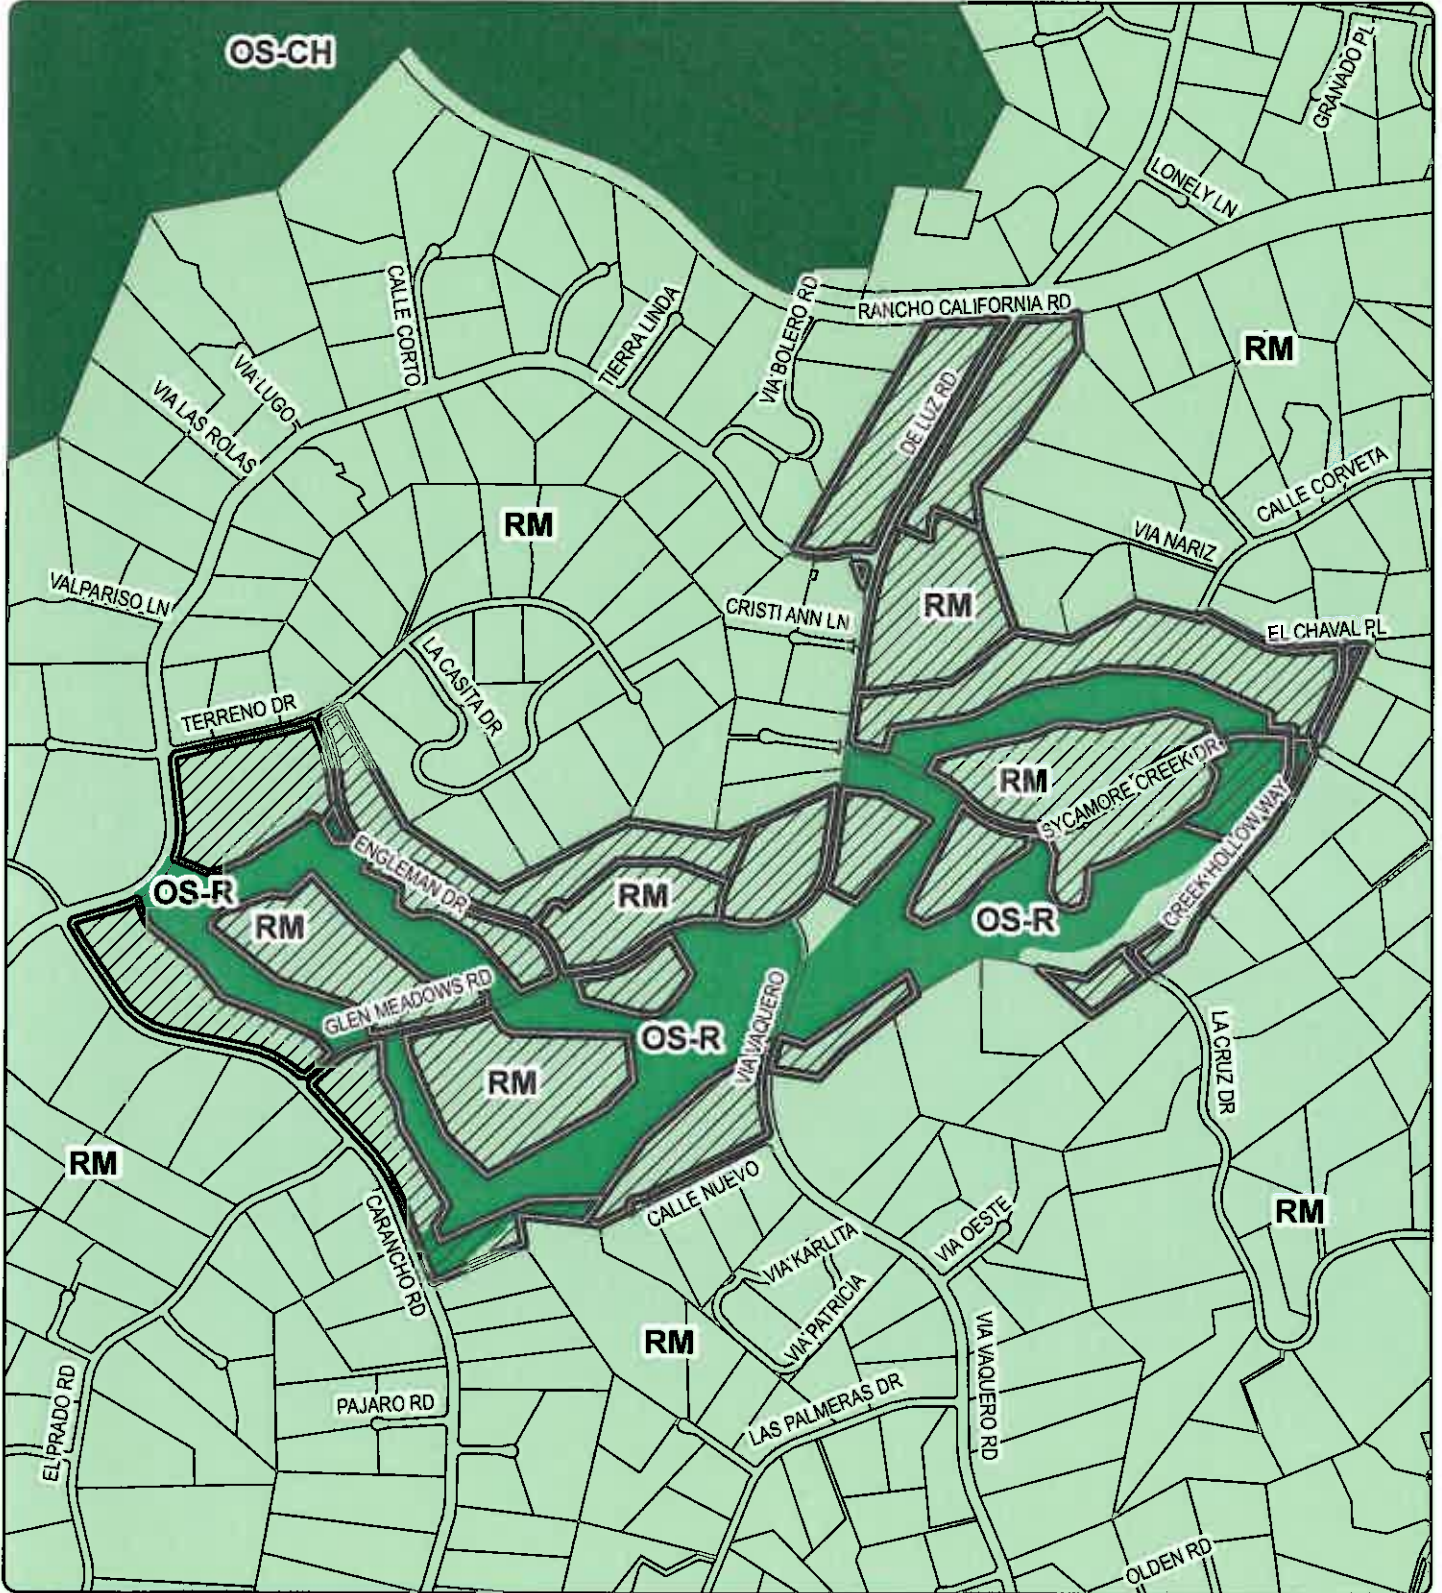 OS-CH
GRANADO PL
LONELY LN
CALLE CORTO
TIERRA LINDA
VIA BOLERO RD
RANCHO CALIFORNIA RD
RM
VIA LUGO
VIA LAS ROLAS
DE LUZ RD
CALLE CORVETA
RM
VIA NARIZ
VALPARISO LN
CRISTI ANN LN
RM
EL CHAVAL PL
LA CASITA DR
TERRENO DR
RM
SYCAMORE CREEK DR
CREEK HOLLOW WAY
ENGLEMAN DR
OS-R
RM
RM
OS-R
GLEN MEADOWS RD
VIA VAQUERO
OS-R
RM
LA CRUZ DR
RM
CALLE NUEVO
CARANCHO RD
RM
VIA OESTE
VIA KARLITA
VIA PATRICIA
RM
VIA VAQUERO RD
EL PRADO RD
PAJARO RD
LAS PALMERAS DR
OLDEN RD